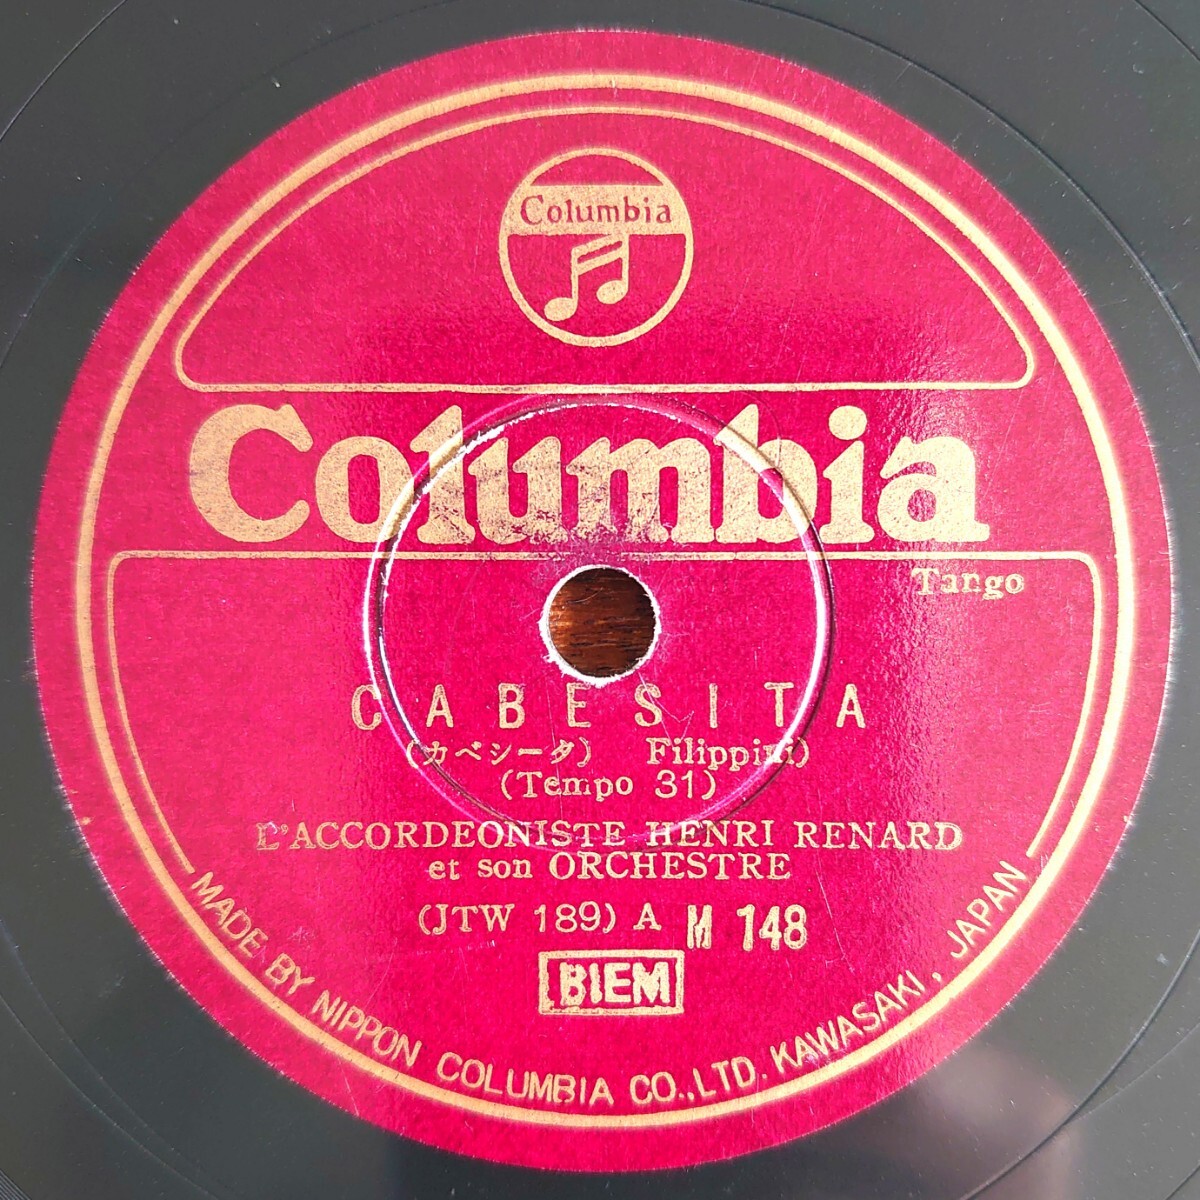 Columbia
Columbia
Tango
CABESITA
(カベシータ) Filippini)
(Tempo 31)
L'ACCORDEONISTE HENRI RENARD
et son ORCHESTRE
(JTW 189) A M 148
BIEM
MADE BY NIPPON COLUMBIA CO., LTD. KAWASAKI, JAPAN